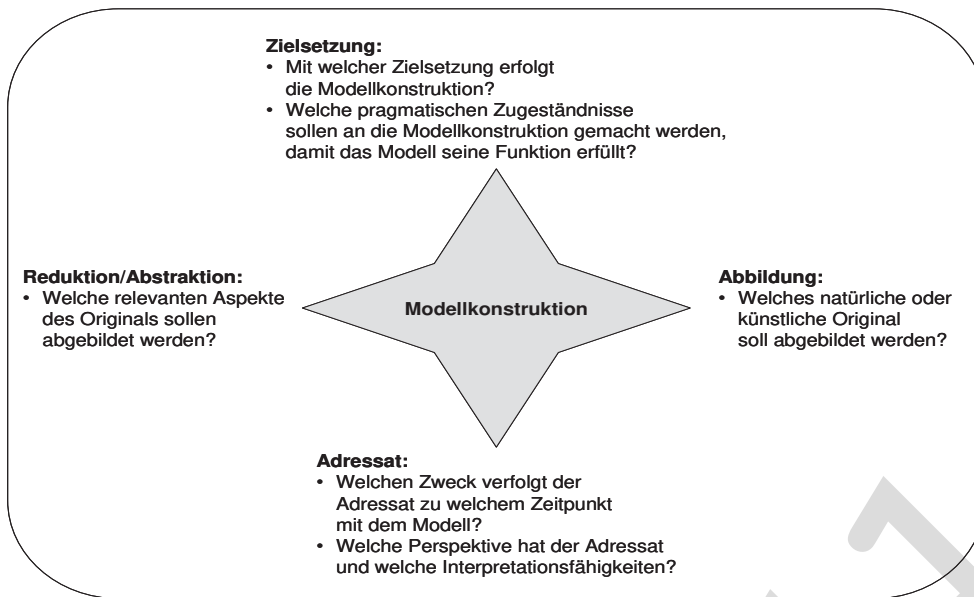 Zielsetzung:
• Mit welcher Zielsetzung erfolgt
die Modellkonstruktion?
• Welche pragmatischen Zugeständnisse
sollen an die Modellkonstruktion gemacht werden,
damit das Modell seine Funktion erfüllt?
Reduktion/Abstraktion:
• Welche relevanten Aspekte
des Originals sollen
abgebildet werden?
Modellkonstruktion
Abbildung:
• Welches natürliche oder
künstliche Original
soll abgebildet werden?
Adressat:
• Welchen Zweck verfolgt der
Adressat zu welchem Zeitpunkt
mit dem Modell?
• Welche Perspektive hat der Adressat
und welche Interpretationsfähigkeiten?